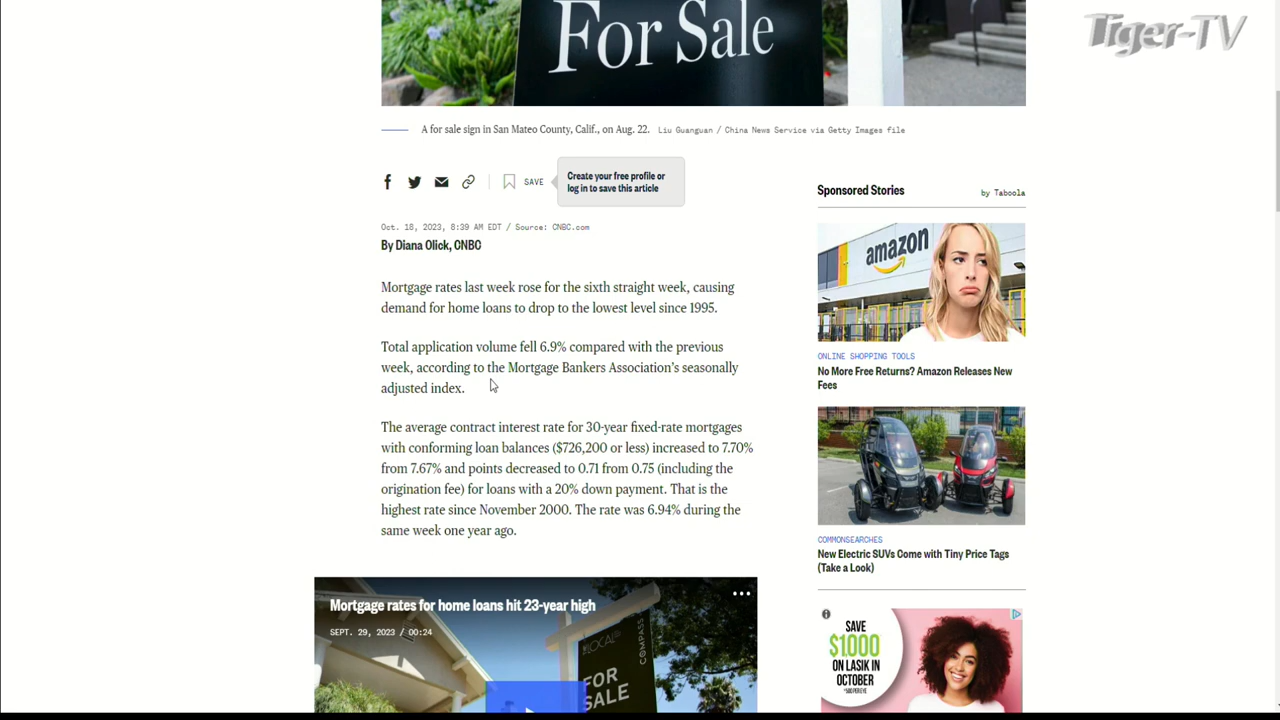 Tiger-TV
For Sale
A for sale sign in San Mateo County, Calif., on Aug. 22. Liu Guanguan / China News Service via Getty Images file
SAVE
Create your free profile or
log in to save this article
Oct. 18, 2023, 8:39 AM EDT / Source: CNBC.com
By Diana Olick, CNBC
Mortgage rates last week rose for the sixth straight week, causing
demand for home loans to drop to the lowest level since 1995.
Total application volume fell 6.9% compared with the previous
week, according to the Mortgage Bankers Association's seasonally
adjusted index.
The average contract interest rate for 30-year fixed-rate mortgages
with conforming loan balances ($726,200 or less) increased to 7.70%
from 7.67% and points decreased to 0.71 from 0.75 (including the
origination fee) for loans with a 20% down payment. That is the
highest rate since November 2000. The rate was 6.94% during the
same week one year ago.
Mortgage rates for home loans hit 23-year high
SEPT. 29, 2023 / 00:24
COMPASS
FOR
SALE
Sponsored Stories
by Taboola
amazon
ONLINE SHOPPING TOOLS
No More Free Returns? Amazon Releases New
Fees
COMMONSEARCHES
New Electric SUVs Come with Tiny Price Tags
(Take a Look)
SAVE
$1,000
ON LASIK IN
OCTOBER